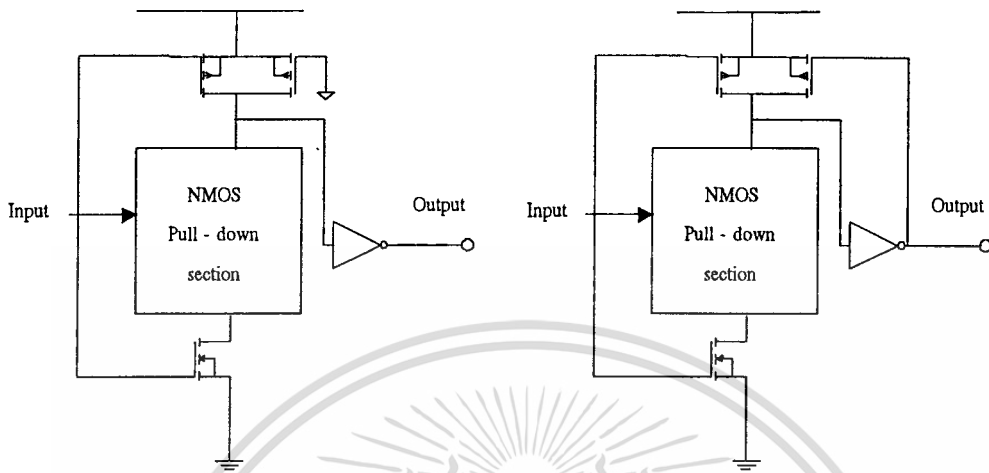 Input
NMOS
Pull - down
section
Output
Input
NMOS
Pull - down
section
Output